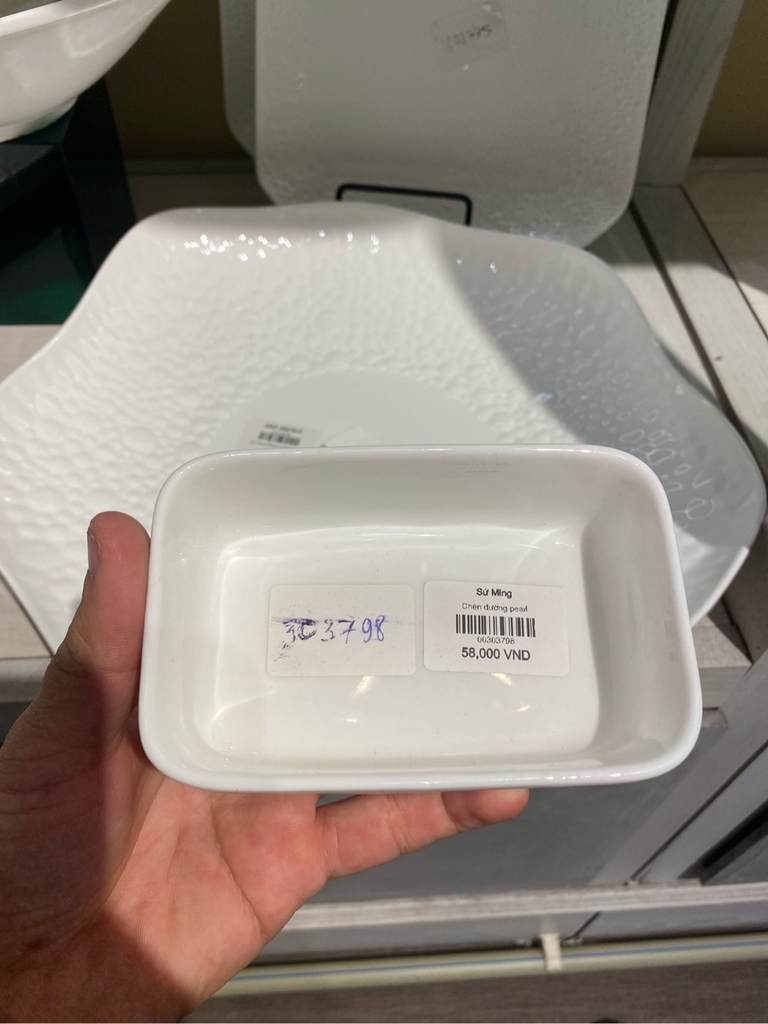 303798
Sứ Ming
Chén đường pearl
00303798
58,000 VND